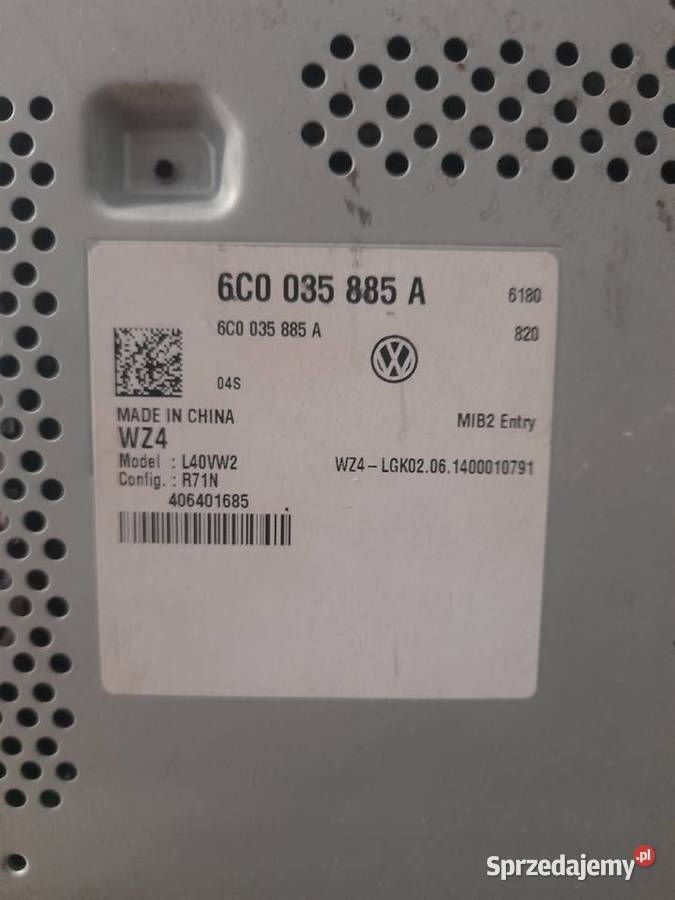 6C0 035 885 A 6180
6C0 035 885 A 820
04S
MADE IN CHINA
MIB2 Entry
WZ4
Model : L40VW2 WZ4-LGK02.06.1400010791
Config. : R71N
406401685
Sprzedajemy.pl